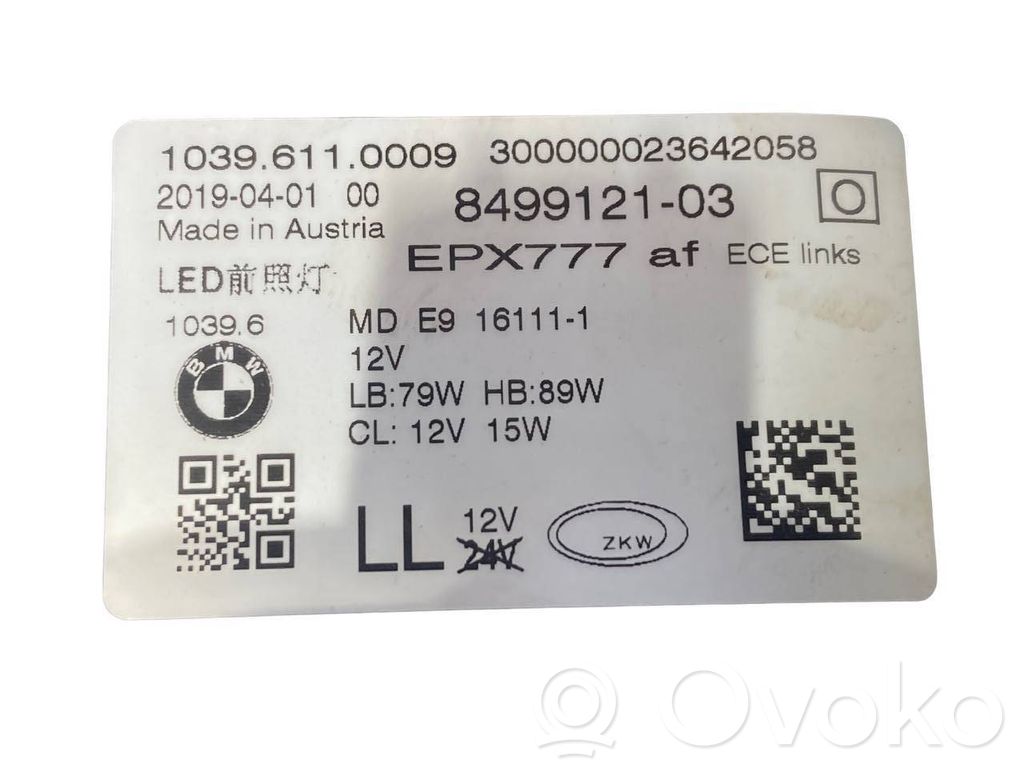 1039.611.0009 300000023642058
2019-04-01 00 8499121-03 O
Made in Austria
EPX777 af ECE links
LED前照灯
1039.6 MD E9 16111-1
BMW
12V
LB:79W HB:89W
CL: 12V 15W
LL 12V
24V
ZKW
Ovoko